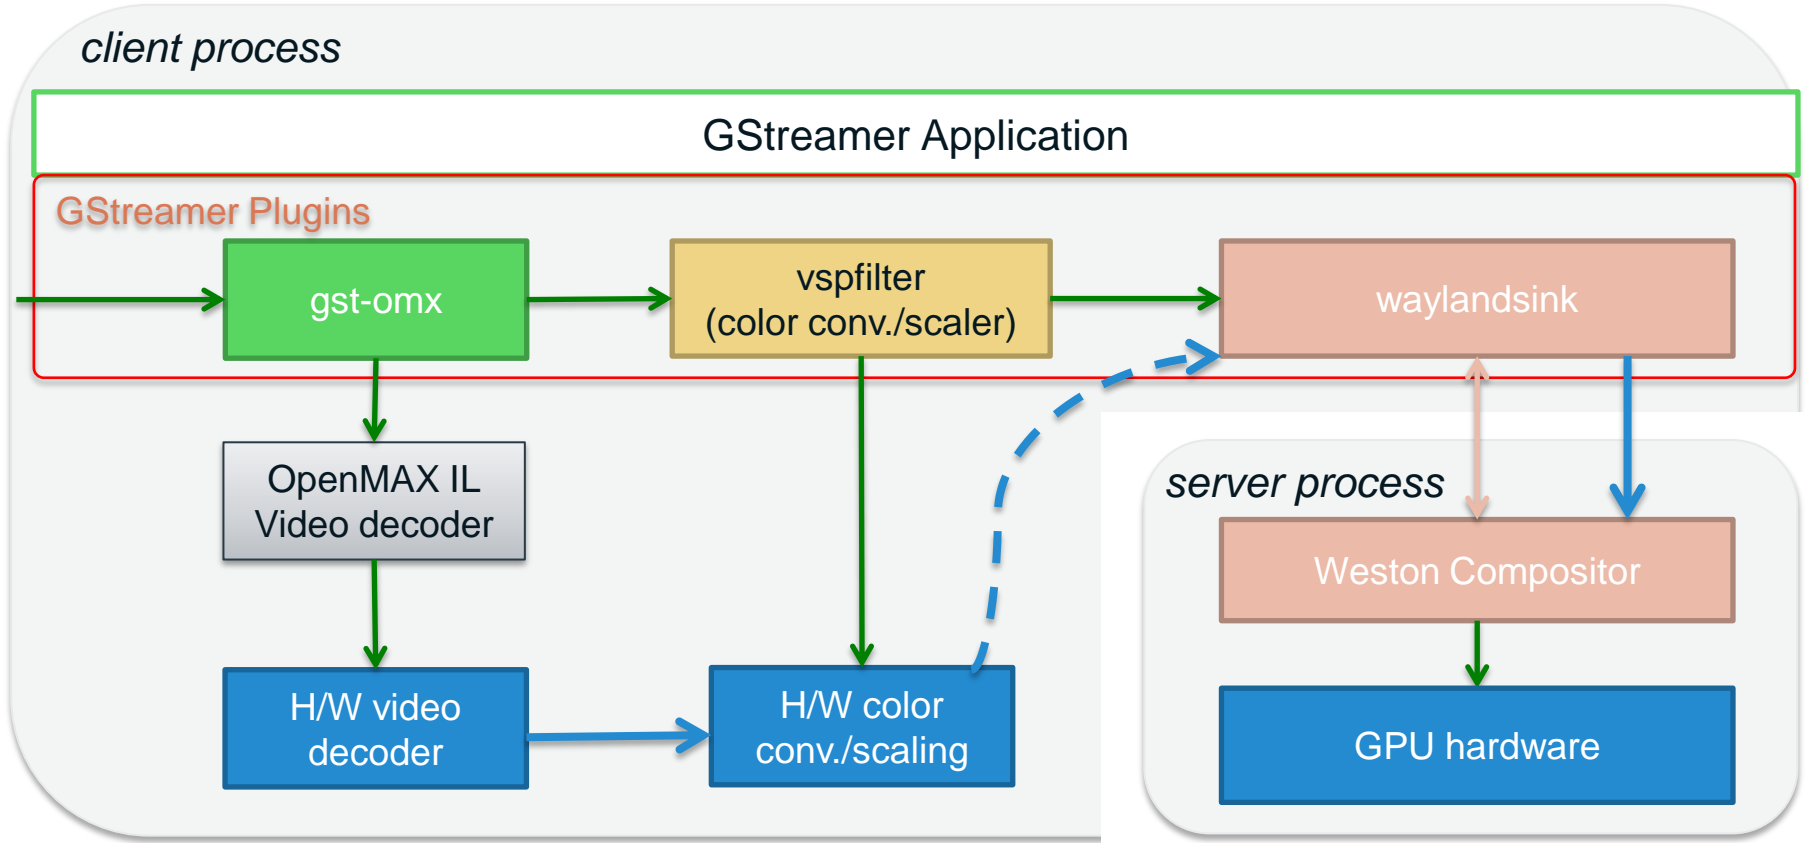 client process
GStreamer Application
GStreamer Plugins
gst-omx
vspfilter
(color conv./scaler)
waylandsink
OpenMAX IL
Video decoder
server process
Weston Compositor
H/W video
decoder
H/W color
conv./scaling
GPU hardware